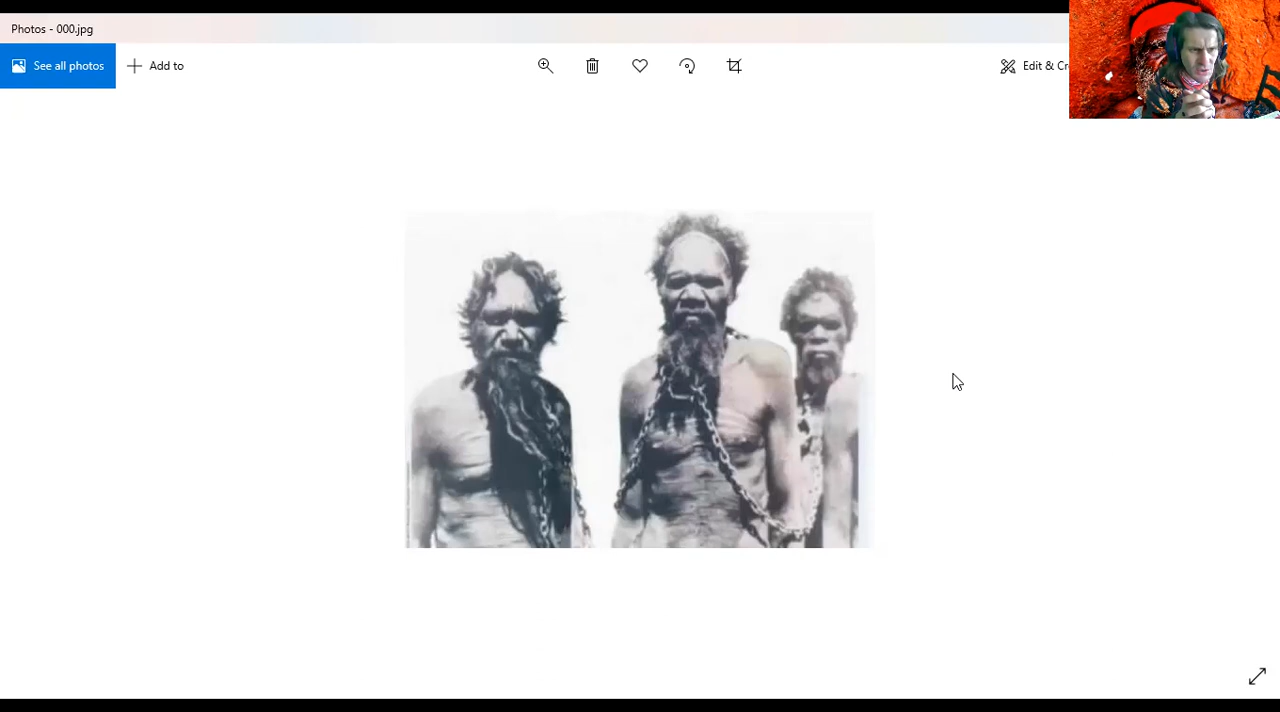 Photos - 000.jpg
See all photos
Add to
Edit & Cr